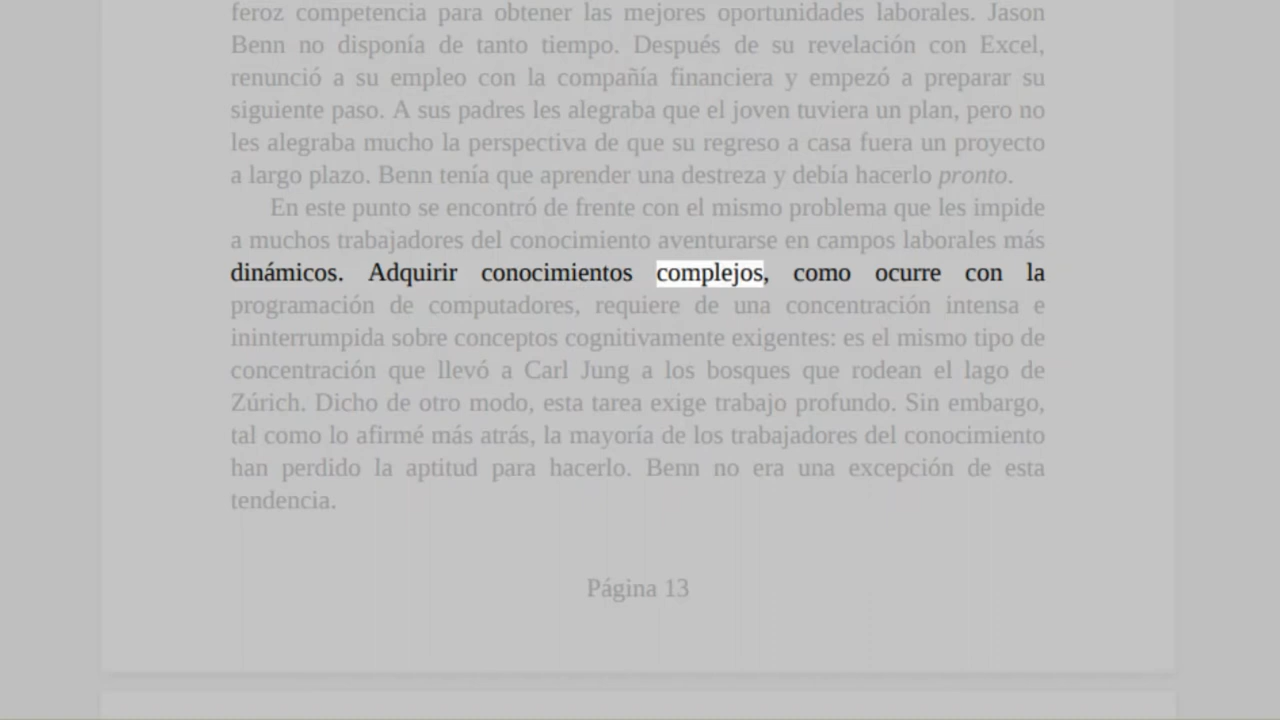 feroz competencia para obtener las mejores oportunidades laborales. Jason
Benn no disponía de tanto tiempo. Después de su revelación con Excel,
renunció a su empleo con la compañía financiera y empezó a preparar su
siguiente paso. A sus padres les alegraba que el joven tuviera un plan, pero no
les alegraba mucho la perspectiva de que su regreso a casa fuera un proyecto
a largo plazo. Benn tenía que aprender una destreza y debía hacerlo pronto.
En este punto se encontró de frente con el mismo problema que les impide
a muchos trabajadores del conocimiento aventurarse en campos laborales más
dinámicos. Adquirir conocimientos complejos, como ocurre con la
programación de computadores, requiere de una concentración intensa e
ininterrumpida sobre conceptos cognitivamente exigentes: es el mismo tipo de
concentración que llevó a Carl Jung a los bosques que rodean el lago de
Zúrich. Dicho de otro modo, esta tarea exige trabajo profundo. Sin embargo,
tal como lo afirmé más atrás, la mayoría de los trabajadores del conocimiento
han perdido la aptitud para hacerlo. Benn no era una excepción de esta
tendencia.
Página 13